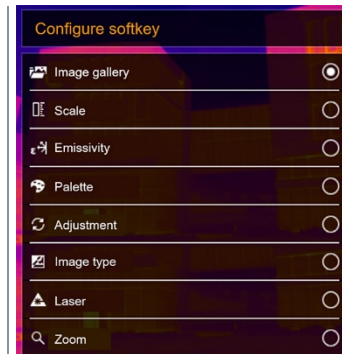 Configure softkey
Image gallery
Scale
Emissivity
Palette
Adjustment
Image type
Laser
Zoom